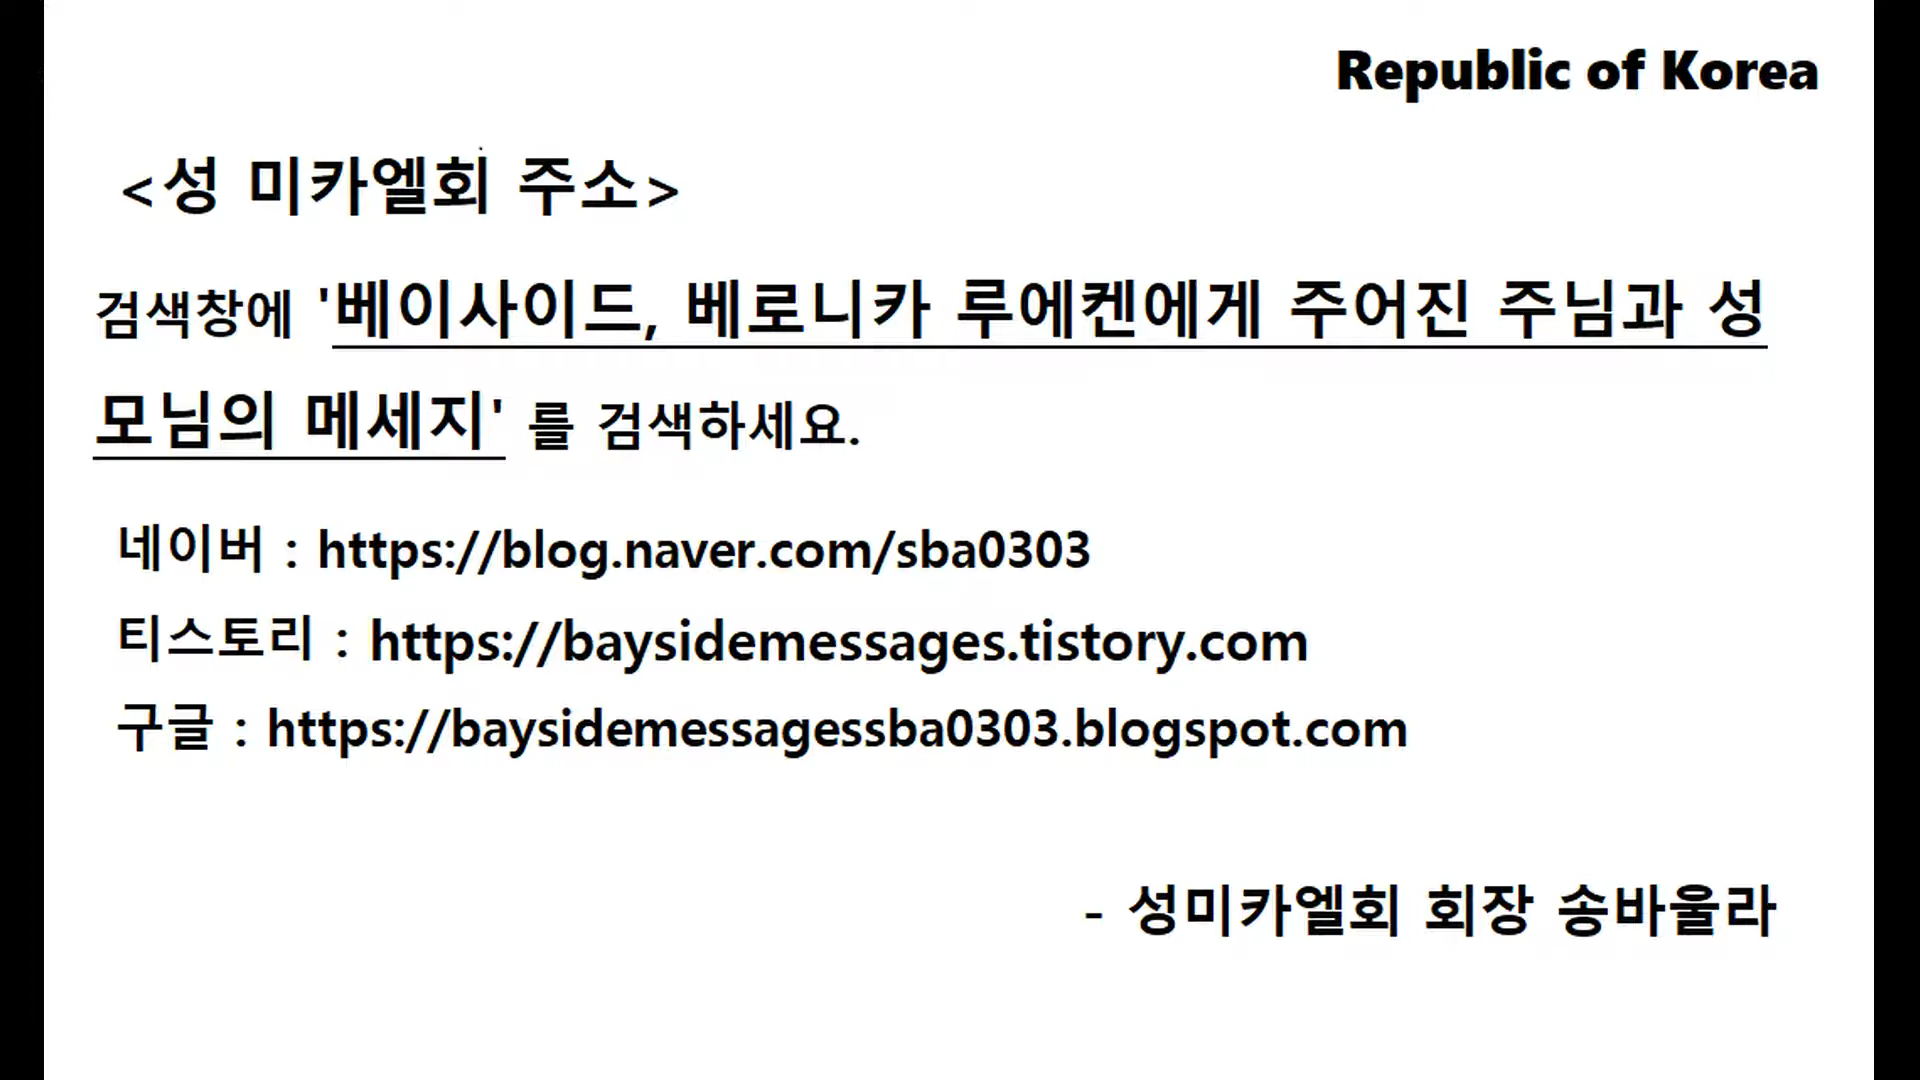 Republic of Korea
<성 미카엘회 주소>
검색창에 '베이사이드, 베로니카 루에켄에게 주어진 주님과 성
모님의 메세지' 를 검색하세요.
네이버 : https://blog.naver.com/sba0303
티스토리 : https://baysidemessages.tistory.com
구글 : https://baysidemessagessba0303.blogspot.com
- 성미카엘회 회장 송바울라